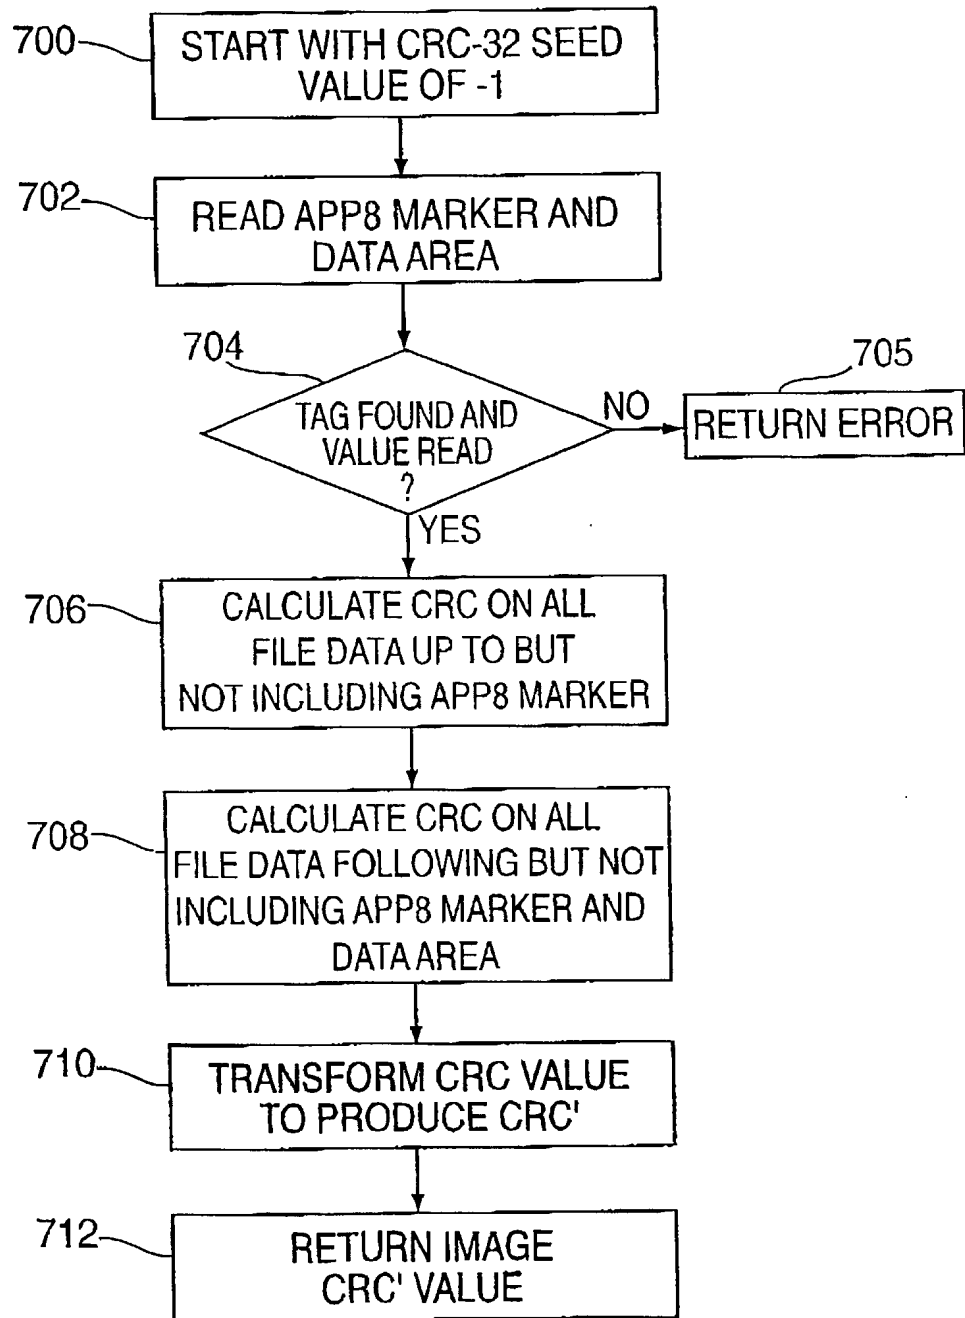 700
START WITH CRC-32 SEED
VALUE OF -1
702
READ APP8 MARKER AND
DATA AREA
704
TAG FOUND AND
VALUE READ
?
NO
705
RETURN ERROR
YES
706
CALCULATE CRC ON ALL
FILE DATA UP TO BUT
NOT INCLUDING APP8 MARKER
708
CALCULATE CRC ON ALL
FILE DATA FOLLOWING BUT NOT
INCLUDING APP8 MARKER AND
DATA AREA
710
TRANSFORM CRC VALUE
TO PRODUCE CRC'
712
RETURN IMAGE
CRC' VALUE